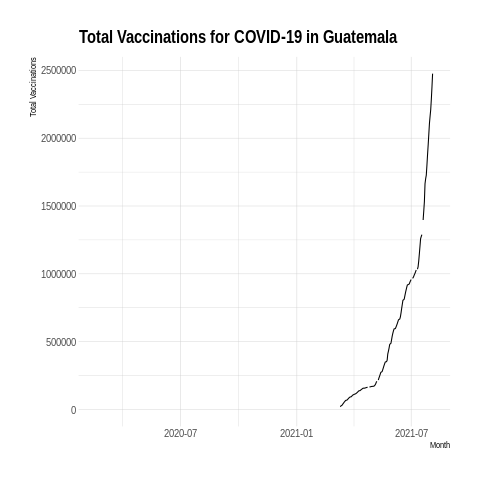 Total Vaccinations for COVID-19 in Guatemala
Total Vaccinations
2500000
2000000
1500000
1000000
500000
0
2020-07 2021-01 2021-07
Month